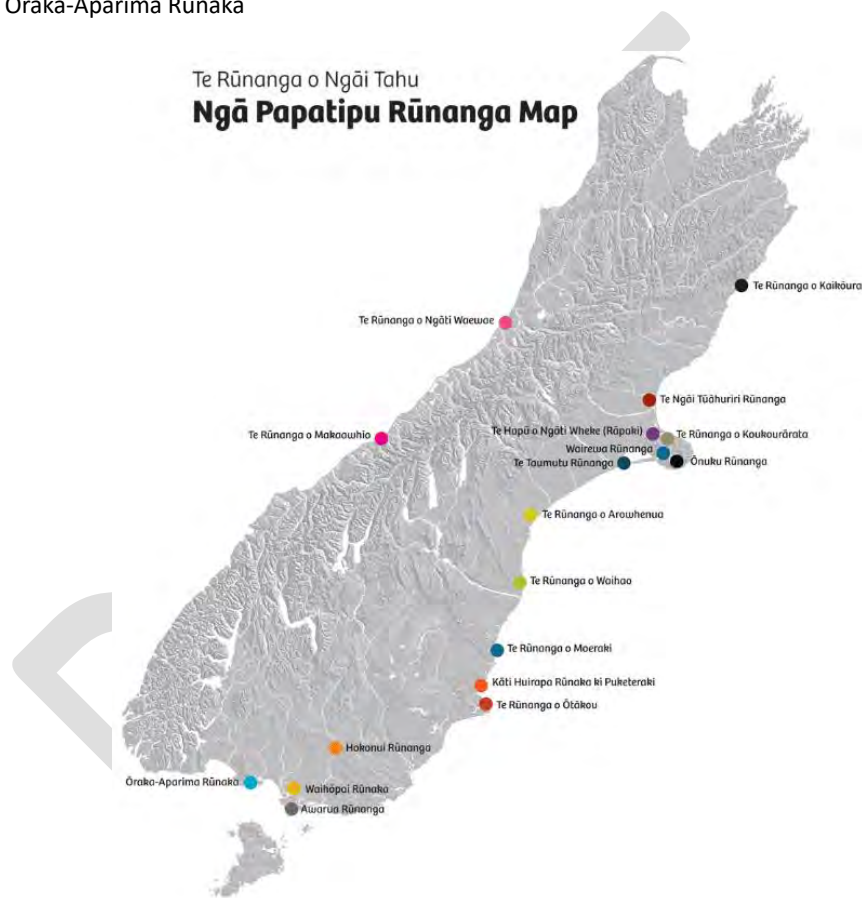 Ōraka-Aparima Rūnaka
Te Rūnanga o Ngāi Tahu
Ngā Papatipu Rūnanga Map
Te Rūnanga o Kaikōura
Te Rūnanga o Ngāti Waewae
Te Ngāi Tūāhuriri Rūnanga
Te Hapū o Ngāti Wheke (Rāpaki)
Te Rūnanga o Koukourārata
Te Rūnanga o Makaawhio
Wairewa Rūnanga
Te Taumutu Rūnanga
Ōnuku Rūnanga
Te Rūnanga o Arowhenua
Te Rūnanga o Waihao
Te Rūnanga o Moeraki
Kāti Huirapa Rūnaka ki Puketeraki
Te Rūnanga o Ōtākou
Hokonui Rūnanga
Ōraka-Aparima Rūnaka
Waihōpai Rūnaka
Awarua Rūnanga